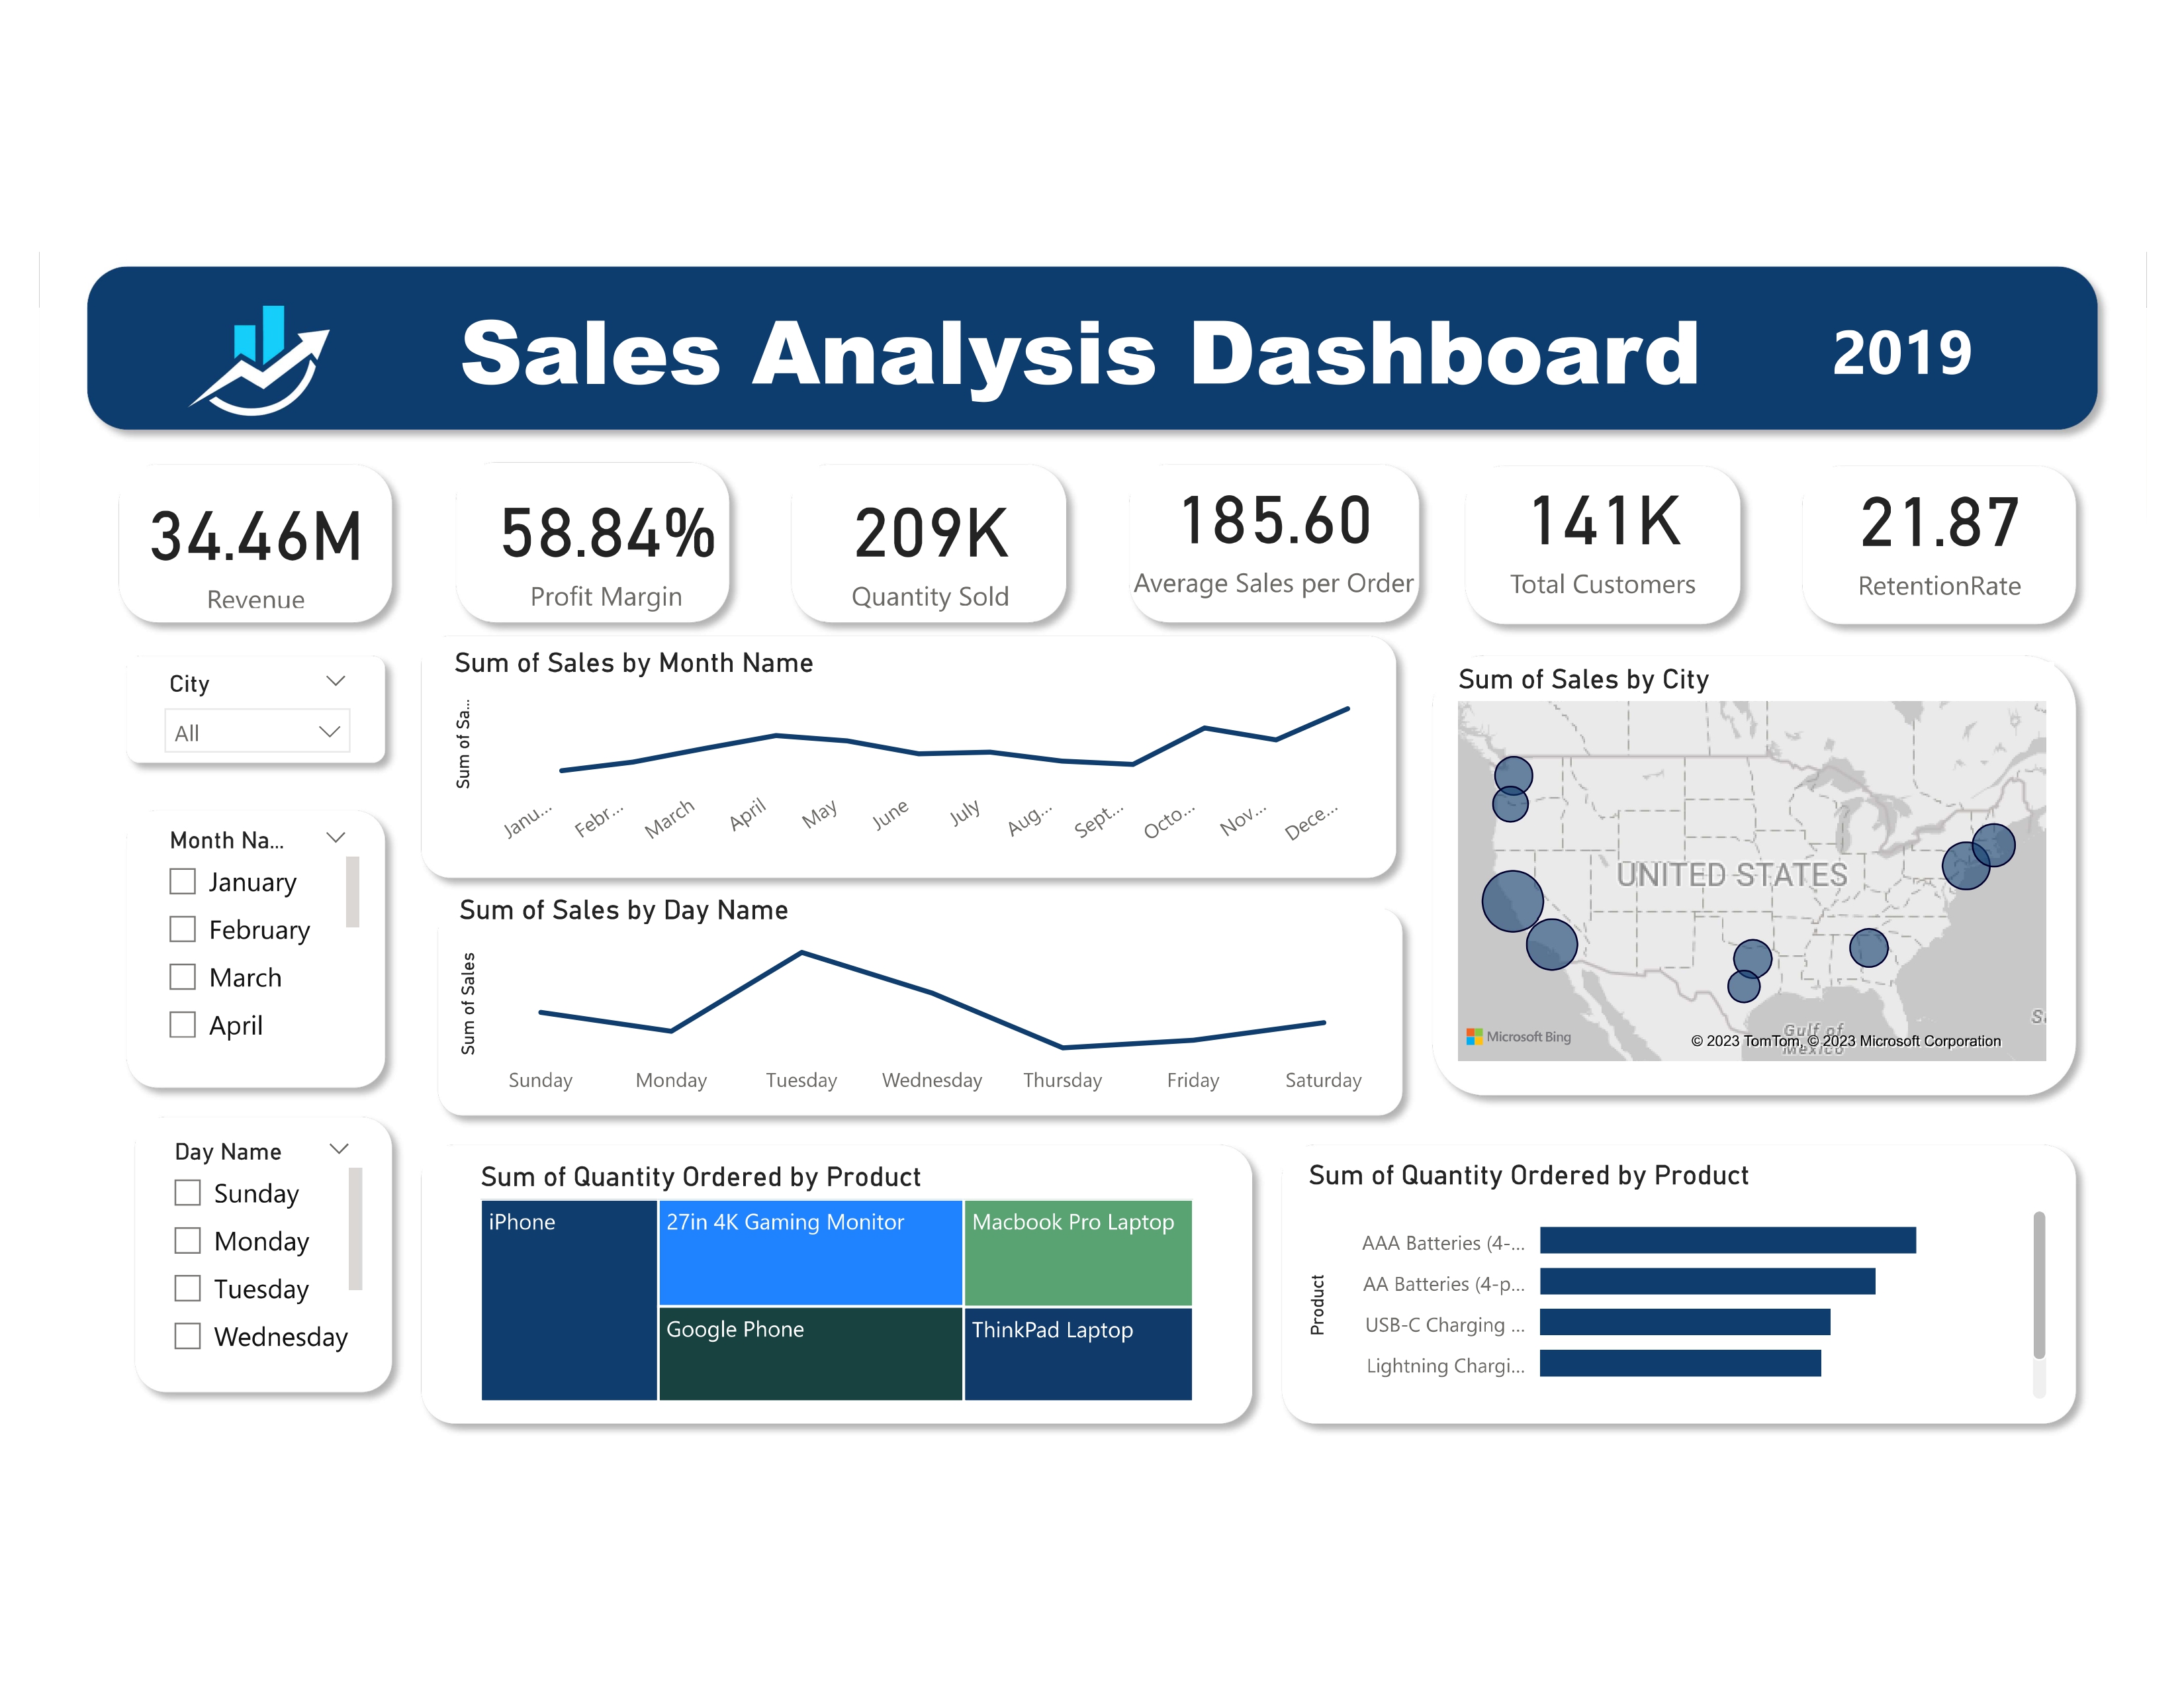 Sales Analysis Dashboard 2019
34.46M
Revenue
58.84%
Profit Margin
209K
Quantity Sold
185.60
Average Sales per Order
141K
Total Customers
21.87
RetentionRate
City
All
Month Na...
January
February
March
April
Day Name
Sunday
Monday
Tuesday
Wednesday
Sum of Sales by Month Name
Sum of Sa...
Janu...
Febr...
March
April
May
June
July
Aug...
Sept...
Octo...
Nov...
Dece...
Sum of Sales by Day Name
Sum of Sales
Sunday
Monday
Tuesday
Wednesday
Thursday
Friday
Saturday
Sum of Sales by City
UNITED STATES
Gulf of
Mexico
Microsoft Bing
© 2023 TomTom, © 2023 Microsoft Corporation
Sum of Quantity Ordered by Product
iPhone
27in 4K Gaming Monitor
Macbook Pro Laptop
Google Phone
ThinkPad Laptop
Sum of Quantity Ordered by Product
Product
AAA Batteries (4-...
AA Batteries (4-p...
USB-C Charging ...
Lightning Chargi...